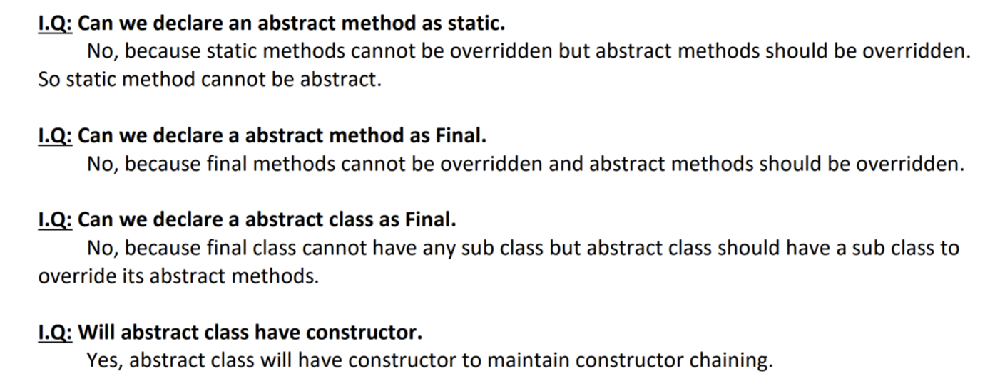 I.Q: Can we declare an abstract method as static.
No, because static methods cannot be overridden but abstract methods should be overridden.
So static method cannot be abstract.
I.Q: Can we declare a abstract method as Final.
No, because final methods cannot be overridden and abstract methods should be overridden.
I.Q: Can we declare a abstract class as Final.
No, because final class cannot have any sub class but abstract class should have a sub class to
override its abstract methods.
I.Q: Will abstract class have constructor.
Yes, abstract class will have constructor to maintain constructor chaining.